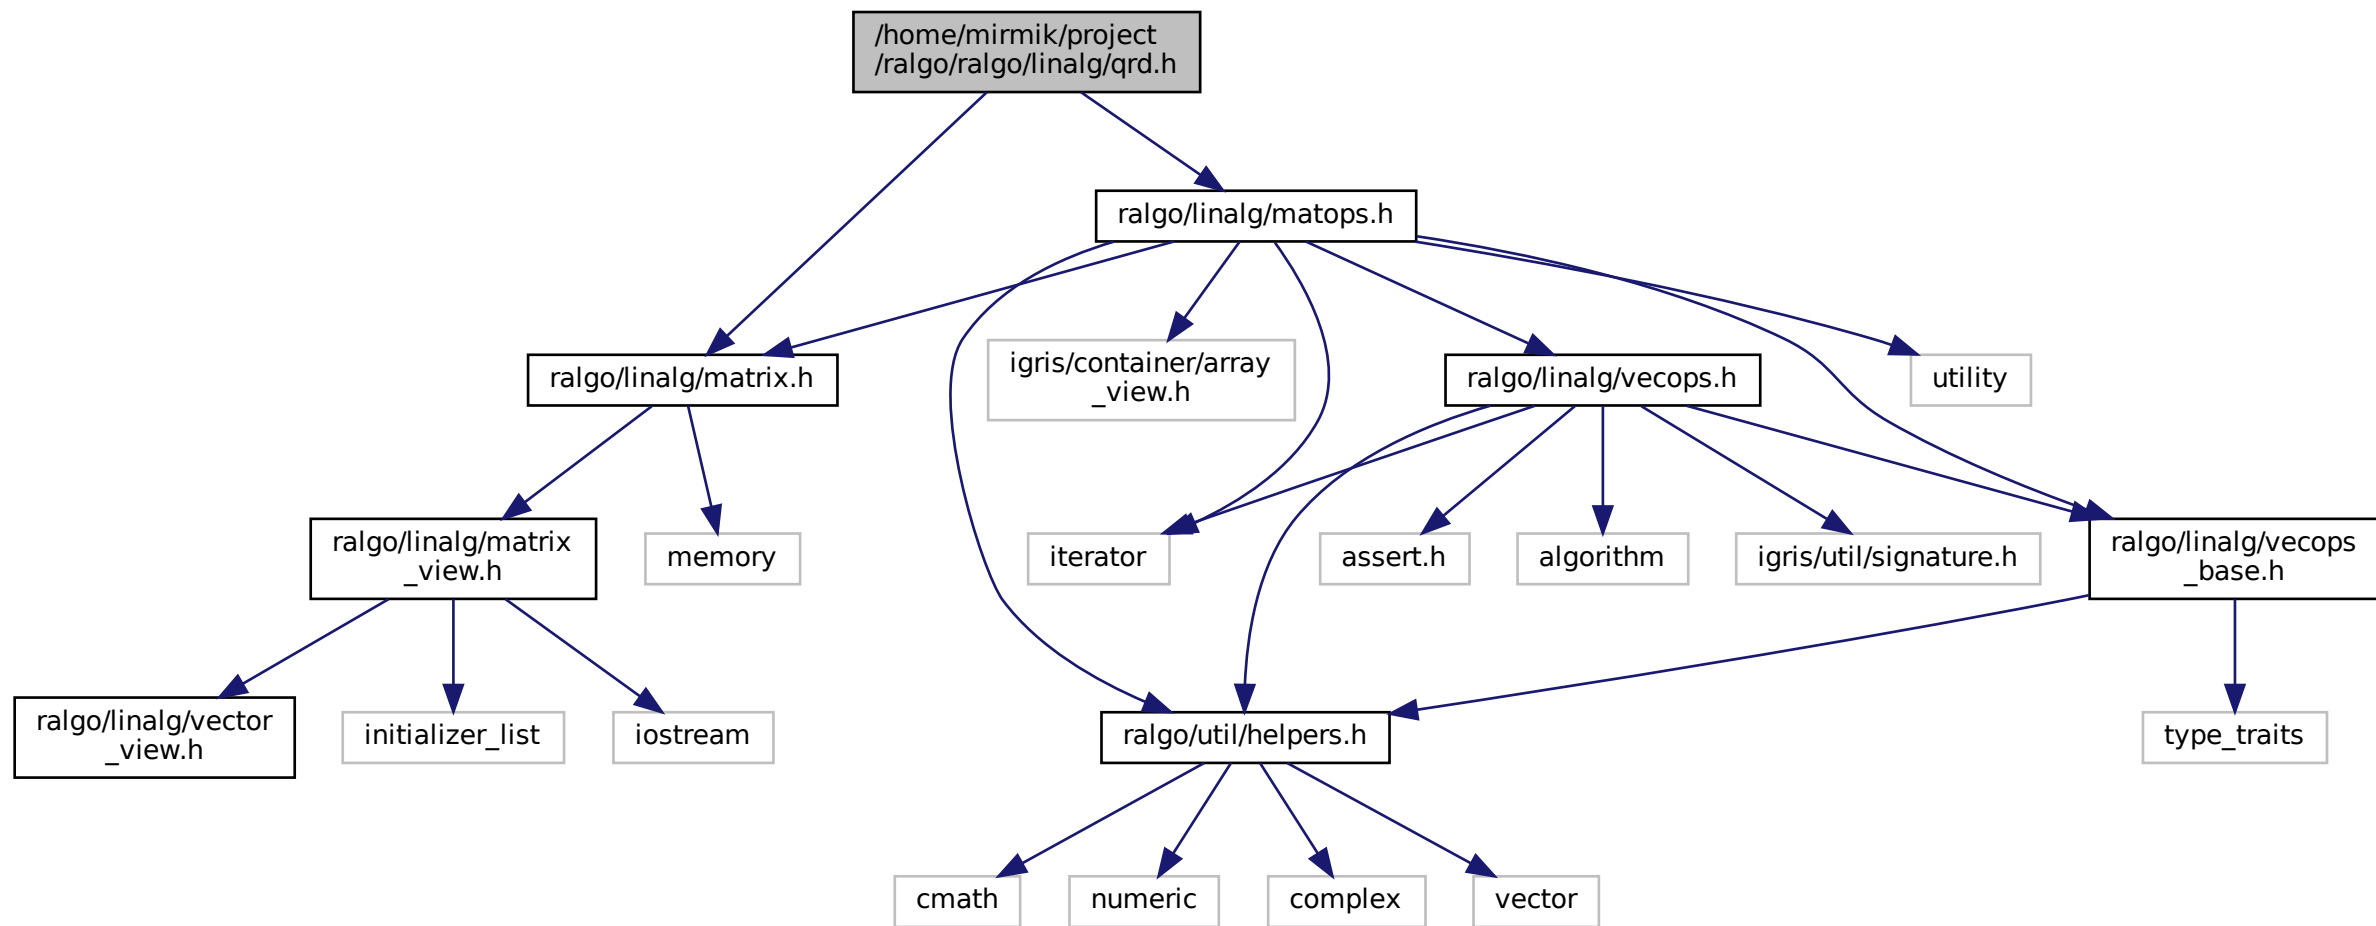 /home/mirmik/project
/ralgo/ralgo/linalg/qrd.h
ralgo/linalg/matops.h
ralgo/linalg/matrix.h
igris/container/array
_view.h
ralgo/linalg/vecops.h
utility
ralgo/linalg/matrix
_view.h
memory
iterator
assert.h
algorithm
igris/util/signature.h
ralgo/linalg/vecops
_base.h
ralgo/linalg/vector
_view.h
initializer_list
iostream
ralgo/util/helpers.h
type_traits
cmath
numeric
complex
vector